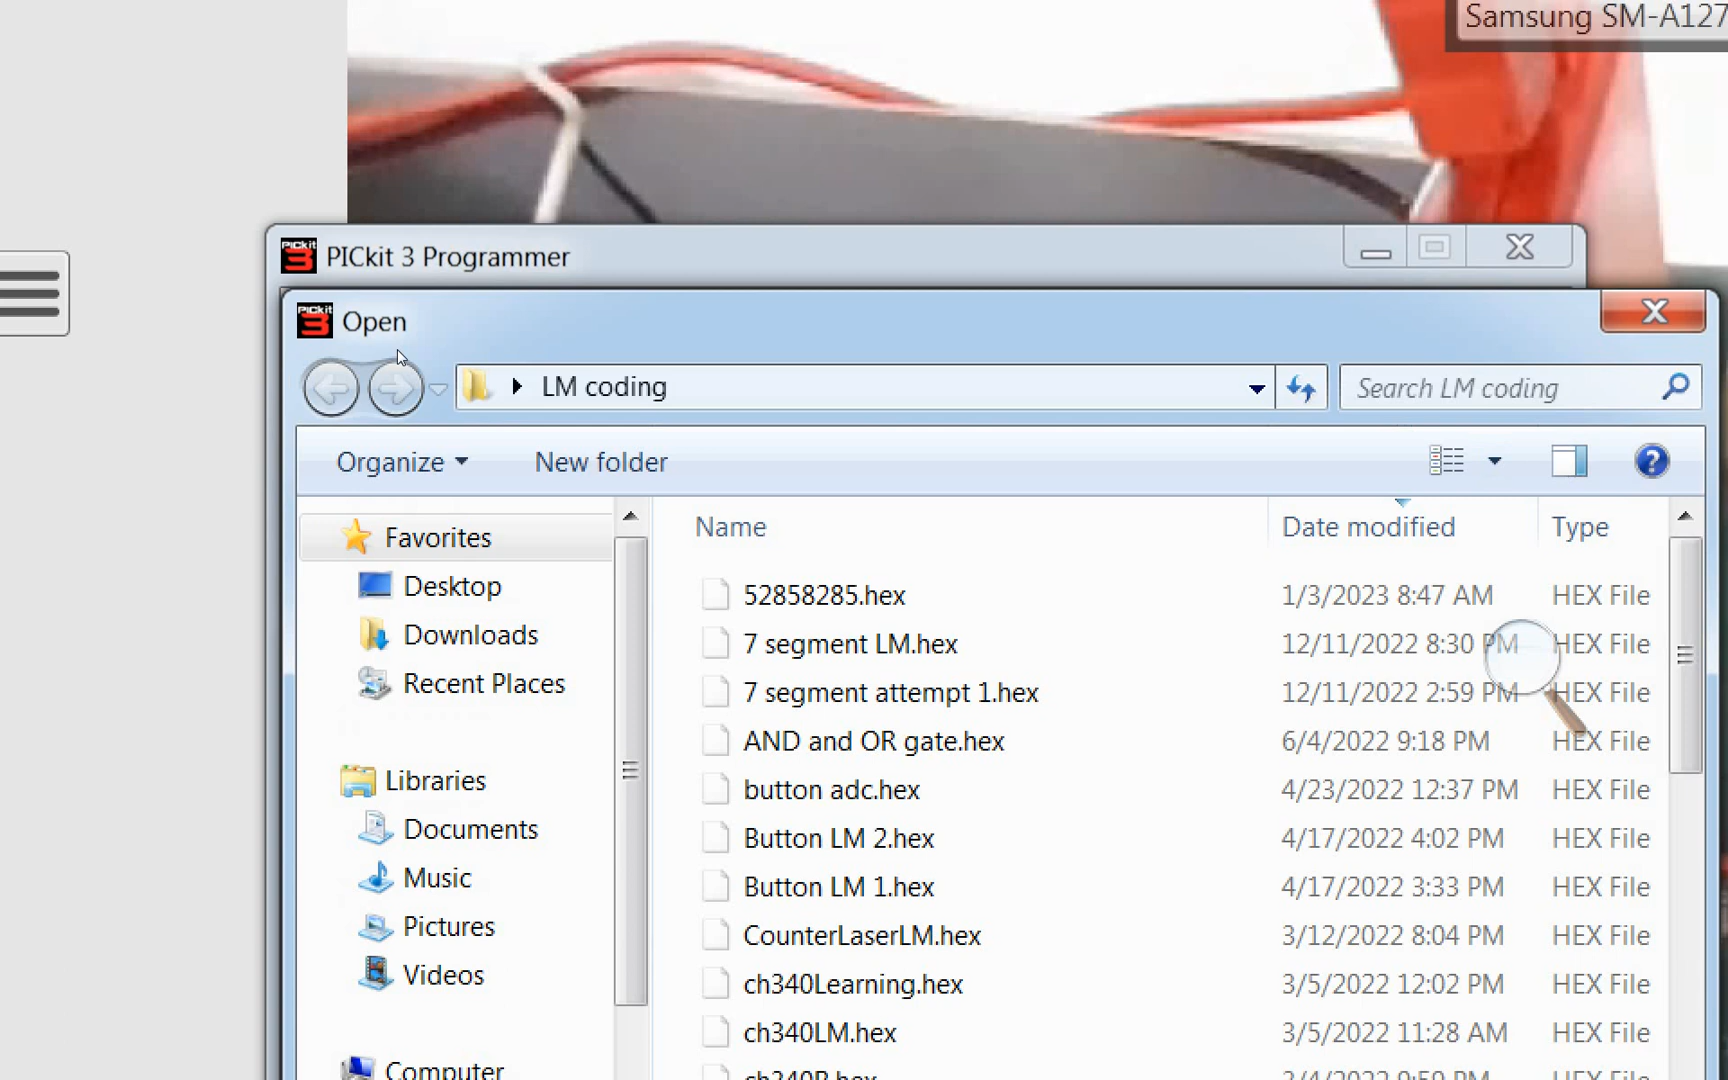 Samsung SM-A127
PICkit 3 PICkit 3 Programmer
PICkit 3 Open
LM coding
Search LM coding
Organize
New folder
Favorites
Desktop
Downloads
Recent Places
Libraries
Documents
Music
Pictures
Videos
Computer
Name Date modified Type
52858285.hex 1/3/2023 8:47 AM HEX File
7 segment LM.hex 12/11/2022 8:30 PM HEX File
7 segment attempt 1.hex 12/11/2022 2:59 PM HEX File
AND and OR gate.hex 6/4/2022 9:18 PM HEX File
button adc.hex 4/23/2022 12:37 PM HEX File
Button LM 2.hex 4/17/2022 4:02 PM HEX File
Button LM 1.hex 4/17/2022 3:33 PM HEX File
CounterLaserLM.hex 3/12/2022 8:04 PM HEX File
ch340Learning.hex 3/5/2022 12:02 PM HEX File
ch340LM.hex 3/5/2022 11:28 AM HEX File